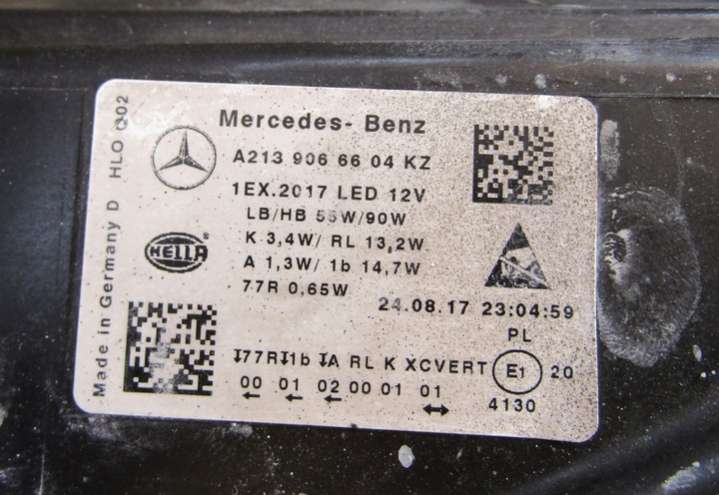 Mercedes- Benz
A213 906 66 04 KZ
1EX.2017 LED 12V
LB/HB 55W/90W
K 3,4W/ RL 13,2W
A 1,3W/ 1b 14,7W
77R 0,65W
24.08.17 23:04:59
PL
HELLA
Made in Germany D HLO 002
77R 1b 1A RL K XCVERT E1 20
00 01 02 00 01 01
4130